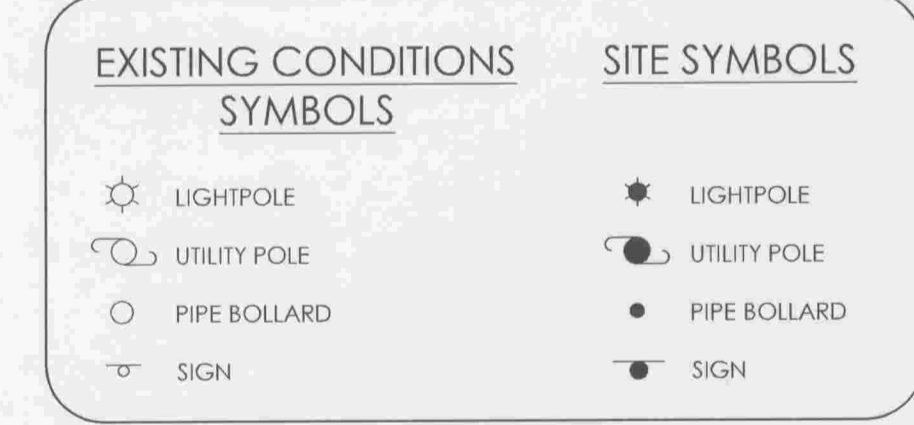 EXISTING CONDITIONS
SYMBOLS
LIGHTPOLE
UTILITY POLE
PIPE BOLLARD
SIGN
SITE SYMBOLS
LIGHTPOLE
UTILITY POLE
PIPE BOLLARD
SIGN